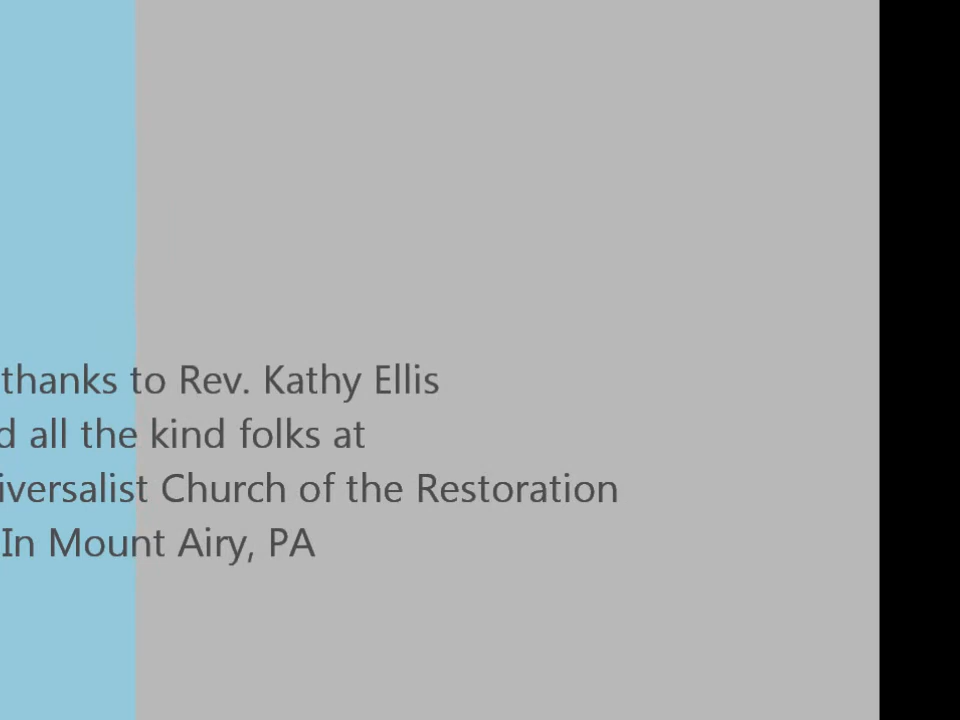 thanks to Rev. Kathy Ellis
d all the kind folks at
iversalist Church of the Restoration
In Mount Airy, PA